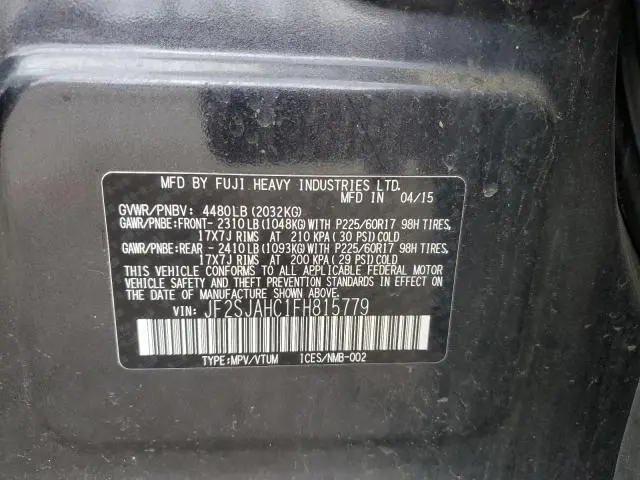 MFD BY FUJI HEAVY INDUSTRIES LTD.
MFD IN 04/15
GVWR/PNBV: 4480LB(2032KG)
GAWR/PNBE:FRONT-2310LB(1048KG)WITH P225/60R17 98H TIRES,
17X7J RIMS AT 210 KPA(30 PSI)COLD
GAWR/PNBE:REAR -2410LB(1093KG)WITH P225/60R17 98H TIRES,
17X7J RIMS AT 200 KPA(29 PSI)COLD
THIS VEHICLE CONFORMS TO ALL APPLICABLE FEDERAL MOTOR
VEHICLE SAFETY AND THEFT PREVENTION STANDARDS IN EFFECT ON
THE DATE OF MANUFACTURE SHOWN ABOVE.
VIN: JF2SJAHC1FH815779
TYPE:MPV/VTUM ICES/NMB-002